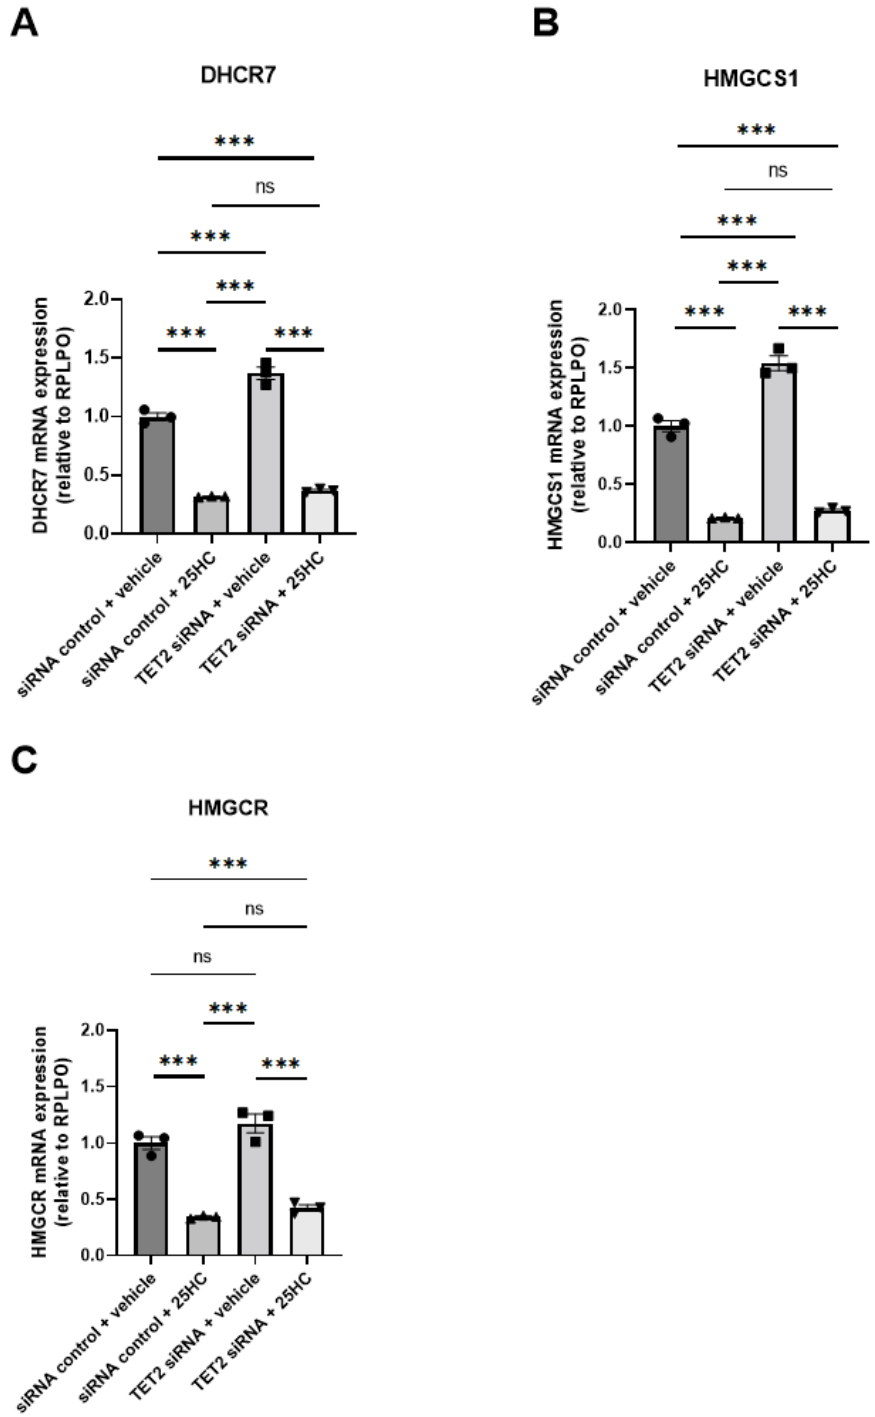 A
DHCR7
***
ns
***
***
***
***
DHCR7 mRNA expression
(relative to RPLPO)
2.0
1.5
1.0
0.5
0.0
siRNA control + vehicle
siRNA control + 25HC
TET2 siRNA + vehicle
TET2 siRNA + 25HC
B
HMGCS1
***
ns
***
***
***
***
HMGCS1 mRNA expression
(relative to RPLPO)
2.0
1.5
1.0
0.5
0.0
siRNA control + vehicle
siRNA control + 25HC
TET2 siRNA + vehicle
TET2 siRNA + 25HC
C
HMGCR
***
ns
ns
***
***
***
HMGCR mRNA expression
(relative to RPLPO)
2.0
1.5
1.0
0.5
0.0
siRNA control + vehicle
siRNA control + 25HC
TET2 siRNA + vehicle
TET2 siRNA + 25HC